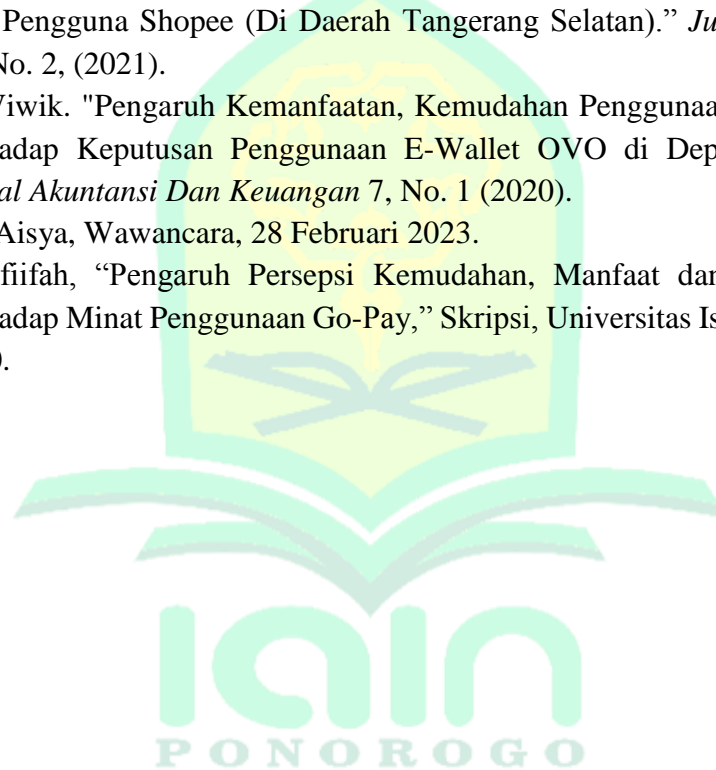 Pengguna Shopee (Di Daerah Tangerang Selatan).” Ju
No. 2, (2021).
Wiwik. "Pengaruh Kemanfaatan, Kemudahan Penggunaa
adap Keputusan Penggunaan E-Wallet OVO di Dep
al Akuntansi Dan Keuangan 7, No. 1 (2020).
Aisya, Wawancara, 28 Februari 2023.
fiifah, “Pengaruh Persepsi Kemudahan, Manfaat dan
adap Minat Penggunaan Go-Pay,” Skripsi, Universitas Is
).
iain
PONOROGO